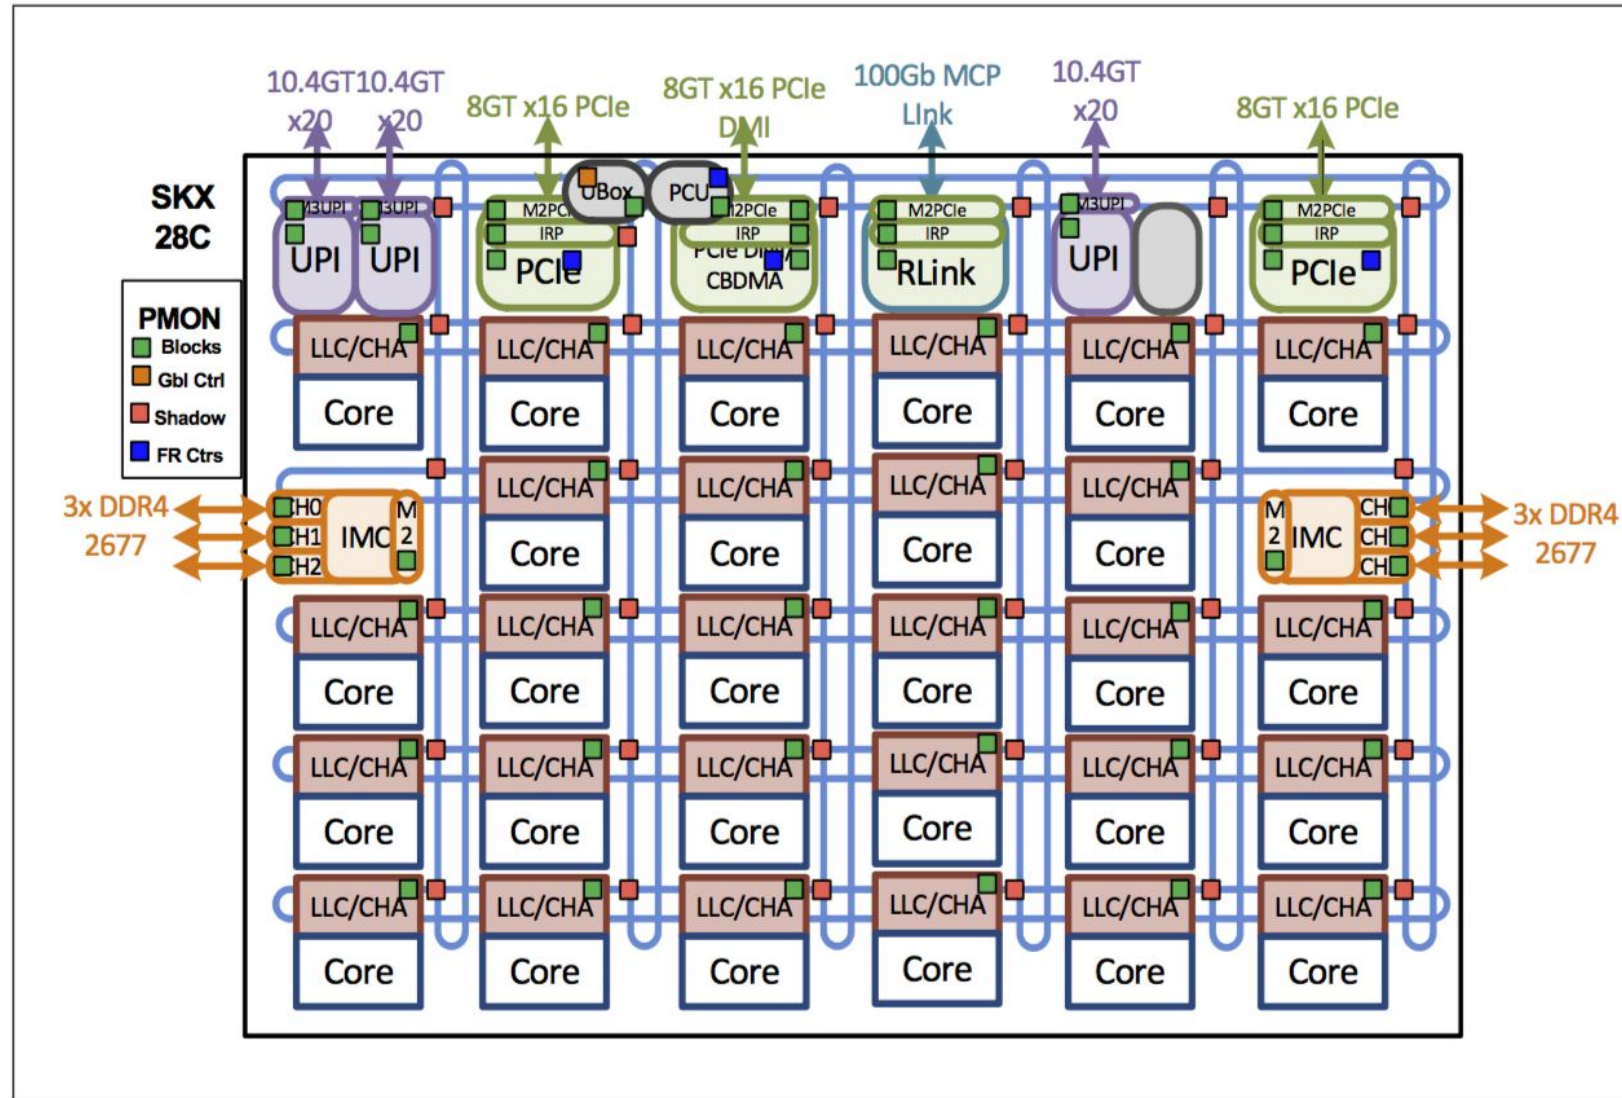 10.4GT 10.4GT
x20 x20
8GT x16 PCIe
8GT x16 PCIe
DMI
100Gb MCP
LInk
10.4GT
x20
8GT x16 PCIe
SKX
28C
PMON
Blocks
Gbl Ctrl
Shadow
FR Ctrs
M3UPI
UPI
M3UPI
UPI
M2PCI
IRP
PCIe
UBox
PCU
M2PCIe
IRP
CBDMA
M2PCIe
IRP
RLink
M3UPI
UPI
M2PCIe
IRP
PCIe
LLC/CHA LLC/CHA LLC/CHA LLC/CHA LLC/CHA LLC/CHA
Core Core Core Core Core Core
3x DDR4
2677
CH0
CH1
CH2
IMC
M
2
LLC/CHA LLC/CHA LLC/CHA LLC/CHA
Core Core Core Core
M
2
IMC
CH
CH
CH
3x DDR4
2677
LLC/CHA LLC/CHA LLC/CHA LLC/CHA LLC/CHA LLC/CHA
Core Core Core Core Core Core
LLC/CHA LLC/CHA LLC/CHA LLC/CHA LLC/CHA LLC/CHA
Core Core Core Core Core Core
LLC/CHA LLC/CHA LLC/CHA LLC/CHA LLC/CHA LLC/CHA
Core Core Core Core Core Core